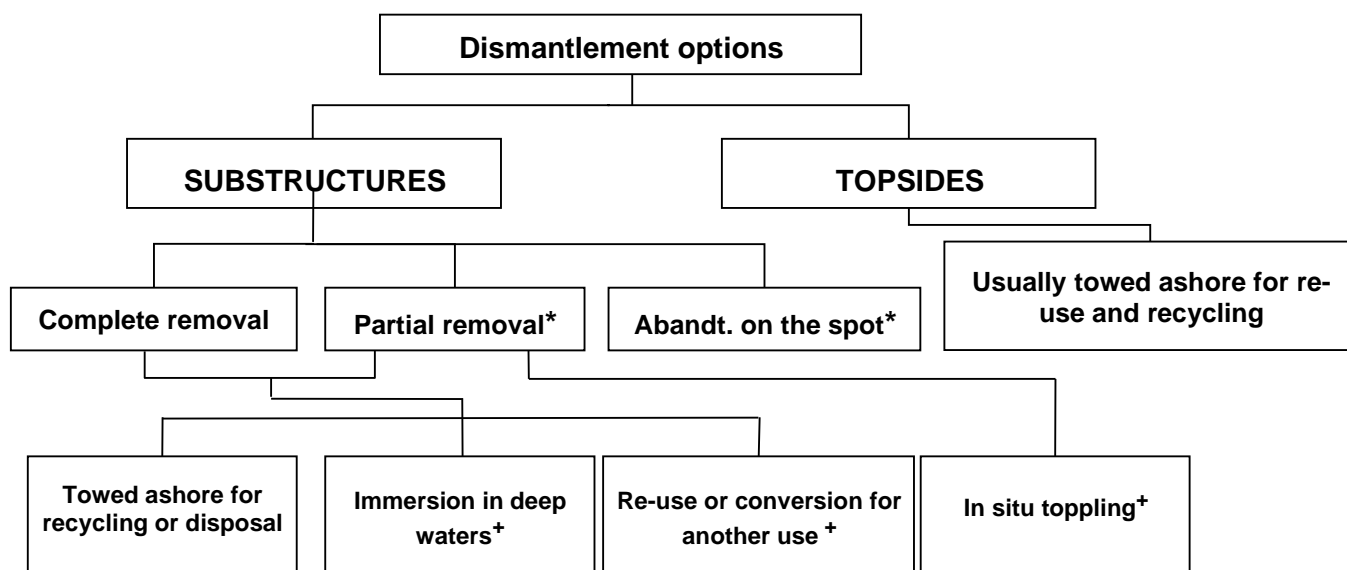 Dismantlement options
SUBSTRUCTURES
TOPSIDES
Complete removal
Partial removal*
Abandt. on the spot*
Usually towed ashore for re-
use and recycling
Towed ashore for
recycling or disposal
Immersion in deep
waters+
Re-use or conversion for
another use +
In situ toppling+